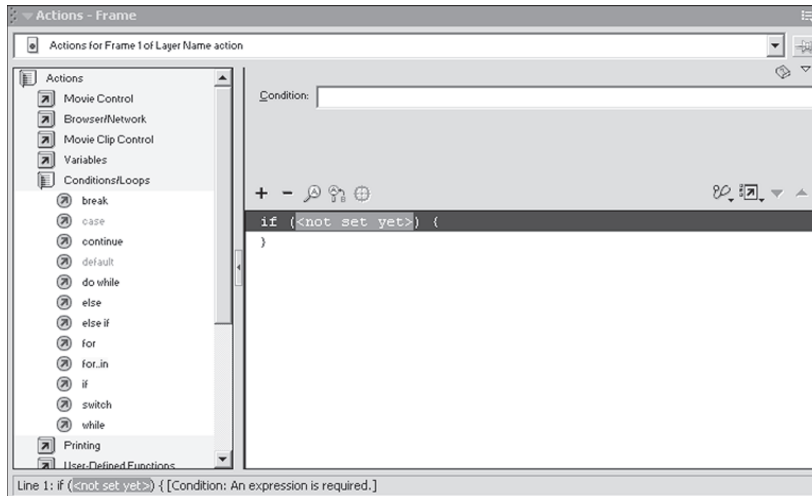 Actions - Frame
Actions for Frame 1 of Layer Name action
Actions
Movie Control
Browser/Network
Movie Clip Control
Variables
Conditions/Loops
break
case
continue
default
do while
else
else if
for
for..in
if
switch
while
Printing
User-Defined Functions
Condition:
if (<not set yet>) {
}
Line 1: if (<not set yet>) { [Condition: An expression is required.]